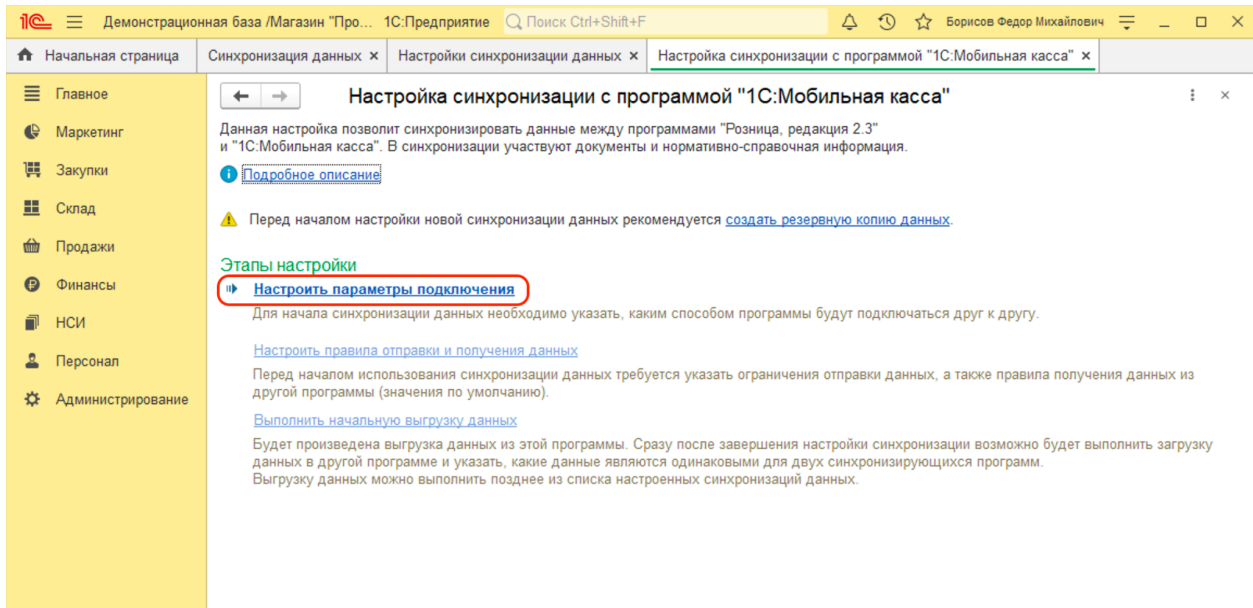 1С Демонстрационная база /Магазин "Про... 1С:Предприятие Поиск Ctrl+Shift+F Борисов Федор Михайлович
Начальная страница Синхронизация данных × Настройки синхронизации данных × Настройка синхронизации с программой "1С:Мобильная касса" ×
Главное
Маркетинг
Закупки
Склад
Продажи
Финансы
НСИ
Персонал
Администрирование
Настройка синхронизации с программой "1С:Мобильная касса"
Данная настройка позволит синхронизировать данные между программами "Розница, редакция 2.3"
и "1С:Мобильная касса". В синхронизации участвуют документы и нормативно-справочная информация.
Подробное описание
Перед началом настройки новой синхронизации данных рекомендуется создать резервную копию данных.
Этапы настройки
Настроить параметры подключения
Для начала синхронизации данных необходимо указать, каким способом программы будут подключаться друг к другу.
Настроить правила отправки и получения данных
Перед началом использования синхронизации данных требуется указать ограничения отправки данных, а также правила получения данных из
другой программы (значения по умолчанию).
Выполнить начальную выгрузку данных
Будет произведена выгрузка данных из этой программы. Сразу после завершения настройки синхронизации возможно будет выполнить загрузку
данных в другой программе и указать, какие данные являются одинаковыми для двух синхронизирующихся программ.
Выгрузку данных можно выполнить позднее из списка настроенных синхронизаций данных.